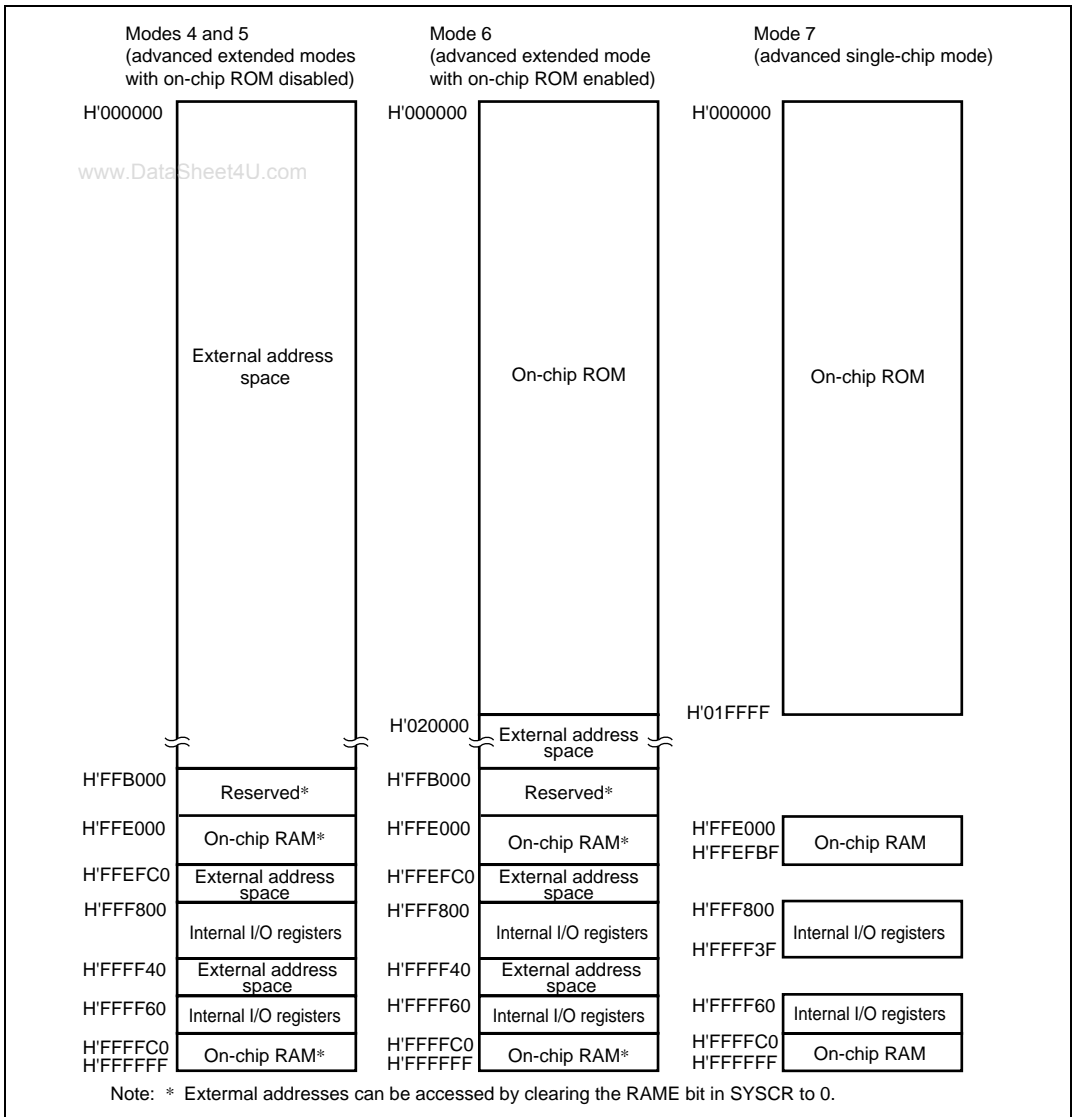 Modes 4 and 5
(advanced extended modes
with on-chip ROM disabled)
H'000000
External address
space
H'FFB000
Reserved*
H'FFE000
On-chip RAM*
H'FFEFC0
External address
space
H'FFF800
Internal I/O registers
H'FFFF40
External address
space
H'FFFF60
Internal I/O registers
H'FFFFC0
On-chip RAM*
H'FFFFFF
Mode 6
(advanced extended mode
with on-chip ROM enabled)
H'000000
On-chip ROM
H'020000
External address
space
H'FFB000
Reserved*
H'FFE000
On-chip RAM*
H'FFEFC0
External address
space
H'FFF800
Internal I/O registers
H'FFFF40
External address
space
H'FFFF60
Internal I/O registers
H'FFFFC0
On-chip RAM*
H'FFFFFF
Mode 7
(advanced single-chip mode)
H'000000
On-chip ROM
H'01FFFF
H'FFE000
On-chip RAM
H'FFEFBF
H'FFF800
Internal I/O registers
H'FFFF3F
H'FFFF60
Internal I/O registers
H'FFFFC0
On-chip RAM
H'FFFFFF
Note: * Extermal addresses can be accessed by clearing the RAME bit in SYSCR to 0.
www.DataSheet4U.com